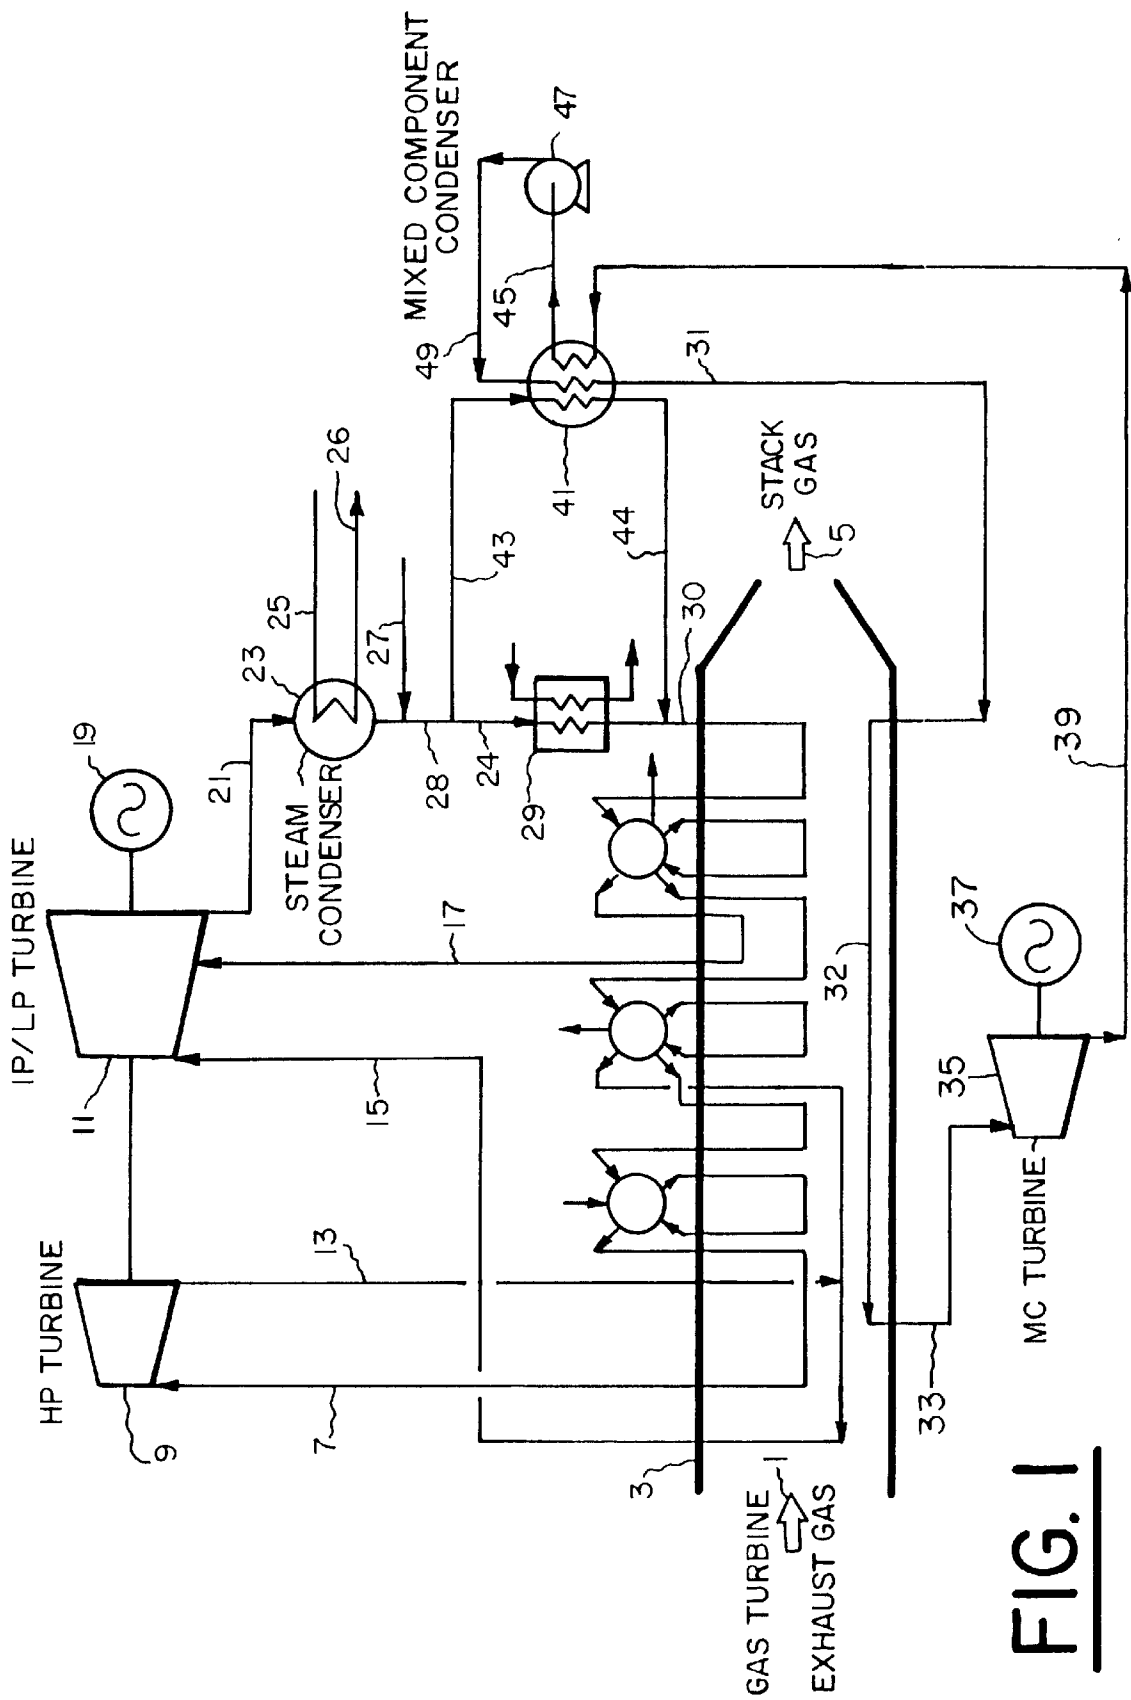 HP TURBINE
IP/LP TURBINE
9
11
19
7
13
15
17
21
STEAM
CONDENSER
23
25
26
27
28
24
29
43
44
30
MIXED COMPONENT
CONDENSER
49
45
47
41
31
3
GAS TURBINE
1
EXHAUST GAS
STACK
GAS
5
32
33
MC TURBINE
35
37
39
FIG. 1